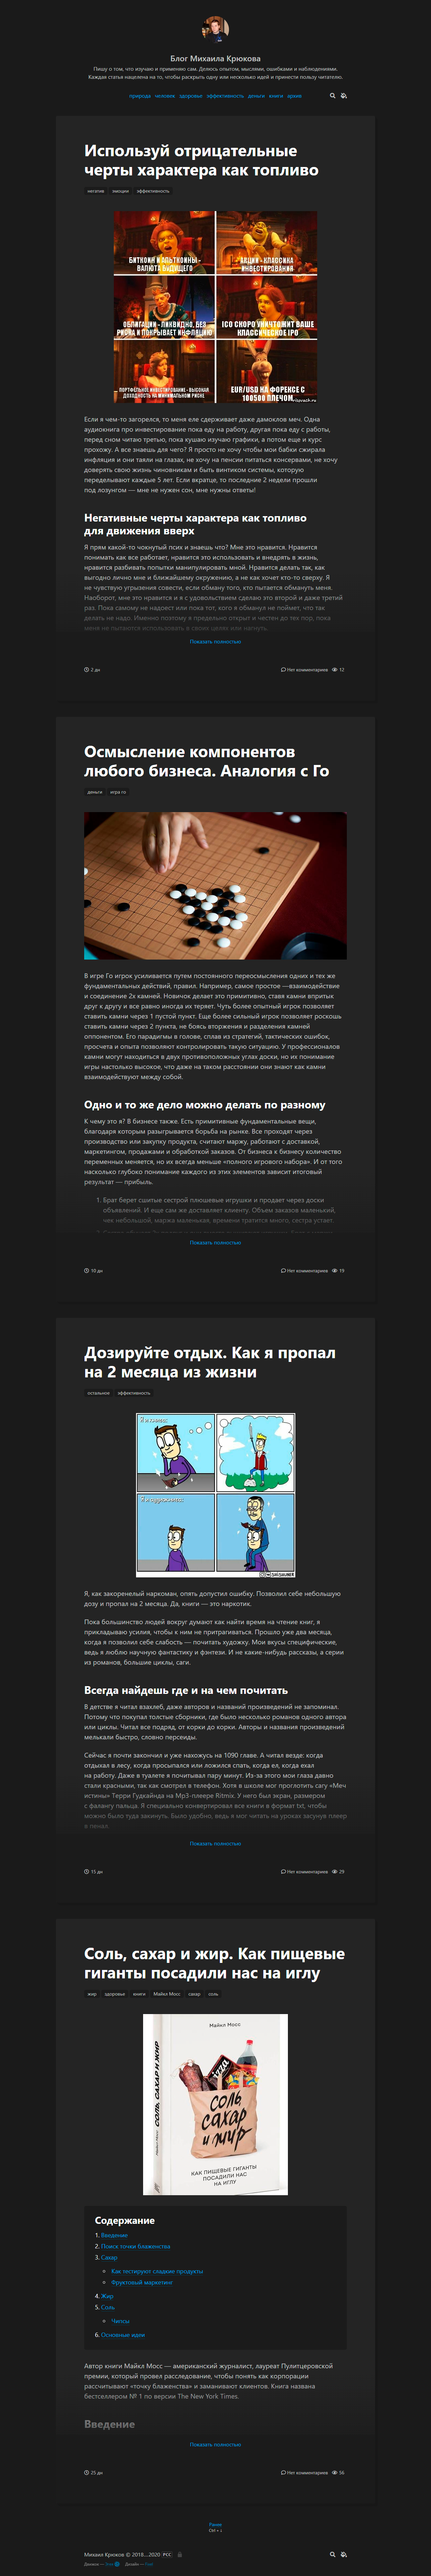 Блог Михаила Крюкова
Пишу о том, что изучаю и применяю сам. Делюсь опытом, мыслями, ошибками и наблюдениями.
Каждая статья нацелена на то, чтобы раскрыть одну или несколько идей и принести пользу читателю.
природа человек здоровье эффективность деньги книги архив
Используй отрицательные
черты характера как топливо
негатив эмоции эффективность
БИТКОИН И АЛЬТКОИНЫ -
ВАЛЮТА БУДУЩЕГО
АКЦИИ - КЛАССИКА
ИНВЕСТИРОВАНИЯ
ОБЛИГАЦИИ - ЛИКВИДНО, БЕЗ
РИСКА И ПОКРЫВАЕТ ИНФЛЯЦИЮ
ICO СКОРО УНИЧТОЖИТ ВАШЕ
КЛАССИЧЕСКОЕ IPO
ПОРТФЕЛЬНОЕ ИНВЕСТИРОВАНИЕ - ВЫСОКАЯ
ДОХОДНОСТЬ НА МИНИМАЛЬНОМ РИСКЕ
EUR/USD НА ФОРЕКСЕ С
100500 ПЛЕЧОМ
Если я чем-то загорелся, то меня еле сдерживает даже дамоклов меч. Одна
аудиокнига про инвестирование пока еду на работу, другая пока еду с работы,
перед сном читаю третью, пока кушаю изучаю графики, а потом еще и курс
прохожу. А все знаешь для чего? Я просто не хочу чтобы мои бабки сжирала
инфляция и они таяли на глазах, не хочу на пенсии питаться консервами, не хочу
доверять свою жизнь чиновникам и быть винтиком системы, которую
переделывают каждые 5 лет. Если вкратце, то последние 2 недели прошли
под лозунгом — мне не нужен сон, мне нужны ответы!
Негативные черты характера как топливо
для движения вверх
Я прям какой-то чокнутый псих и знаешь что? Мне это нравится. Нравится
понимать как все работает, нравится это использовать и внедрять в жизнь,
нравится разбивать попытки манипулировать мной. Нравится делать так, как
выгодно лично мне и ближайшему окружению, а не как хочет кто-то сверху. Я
не чувствую угрызения совести, если обману того, кто пытается обмануть меня.
Наоборот, мне это нравится и я с удовольствием сделаю это второй и даже третий
раз. Пока самому не надоест или пока тот, кого я обманул не поймет, что так
делать не надо. Именно поэтому я предельно открыт и честен до тех пор, пока
меня не пытаются использовать в своих целях или нагнуть.
Показать полностью
2 дн Нет комментариев 12
Осмысление компонентов
любого бизнеса. Аналогия с Го
деньги игра го
В игре Го игрок усиливается путем постоянного переосмысления одних и тех же
фундаментальных действий, правил. Например, самое простое —взаимодействие
и соединение 2х камней. Новичок делает это примитивно, ставя камни впритык
друг к другу и все равно иногда их теряет. Чуть более опытный игрок позволяет
ставить камни через 1 пустой пункт. Еще более сильный игрок позволяет роскошь
ставить камни через 2 пункта, не боясь вторжения и разделения камней
оппонентом. Его парадигмы в голове, сплав из стратегий, тактических ошибок,
просчета и опыта позволяют контролировать такую ситуацию. У профессионалов
камни могут находиться в двух противоположных углах доски, но их понимание
игры настолько высокое, что даже на таком расстоянии они знают как камни
взаимодействуют между собой.
Одно и то же дело можно делать по разному
К чему это я? В бизнесе также. Есть примитивные фундаментальные вещи,
благодаря которым разыгрывается борьба на рынке. Все проходят через
производство или закупку продукта, считают маржу, работают с доставкой,
маркетингом, продажами и обработкой заказов. От бизнеса к бизнесу количество
переменных меняется, но их всегда меньше «полного игрового набора». И от того
насколько глубоко понимание каждого из этих элементов зависит итоговый
результат — прибыль.
1. Брат берет сшитые сестрой плюшевые игрушки и продает через доски
объявлений. И еще сам же доставляет клиенту. Объем заказов маленький,
чек небольшой, маржа маленькая, времени тратится много, сестра устает.
Показать полностью
10 дн Нет комментариев 19
Дозируйте отдых. Как я пропал
на 2 месяца из жизни
остальное эффективность
Я, как закоренелый наркоман, опять допустил ошибку. Позволил себе небольшую
дозу и пропал на 2 месяца. Да, книги — это наркотик.
Пока большинство людей вокруг думают как найти время на чтение книг, я
прикладываю усилия, чтобы к ним не притрагиваться. Прошло уже два месяца,
когда я позволил себе слабость — почитать художку. Мои вкусы специфические,
ведь я люблю научную фантастику и фэнтези. И не какие-нибудь рассказы, а серии
из романов, большие циклы, саги.
Всегда найдешь где и на чем почитать
В детстве я читал взахлеб, даже авторов и названий произведений не запоминал.
Потому что покупал толстые сборники, где было несколько романов одного автора
или циклы. Читал все подряд, от корки до корки. Авторы и названия произведений
мелькали быстро, словно персеиды.
Сейчас я почти закончил и уже нахожусь на 1090 главе. А читал везде: когда
отдыхал в лесу, когда просыпался или ложился спать, когда ел, когда ехал
на работу. Даже в туалете я почитывал пару минут. Из-за этого мои глаза давно
стали красными, так как смотрел в телефон. Хотя в школе мог проглотить сагу «Меч
истины» Терри Гудкайнда на Mp3-плеере Ritmix. У него был экран, размером
с фалангу пальца. Я специально конвертировал все книги в формат txt, чтобы
можно было туда закинуть. Было удобно, ведь я мог читать на уроках засунув плеер
в пенал.
Показать полностью
15 дн Нет комментариев 29
Соль, сахар и жир. Как пищевые
гиганты посадили нас на иглу
жир здоровье книги Майкл Мосс сахар соль
Майкл Мосс
СОЛЬ, САХАР И ЖИР
СОЛЬ
САХАР
И ЖИР
КАК ПИЩЕВЫЕ ГИГАНТЫ
ПОСАДИЛИ НАС
НА ИГЛУ
Содержание
1. Введение
2. Поиск точки блаженства
3. Сахар
Как тестируют сладкие продукты
Фруктовый маркетинг
4. Жир
5. Соль
Чипсы
6. Основные идеи
Автор книги Майкл Мосс — американский журналист, лауреат Пулитцеровской
премии, который провел расследование, чтобы понять как корпорации
рассчитывают «точку блаженства» и заманивают клиентов. Книга названа
бестселлером № 1 по версии The New York Times.
Введение
Показать полностью
25 дн Нет комментариев 56
Ранее
Ctrl + ↓
Михаил Крюков © 2018...2020 РСС